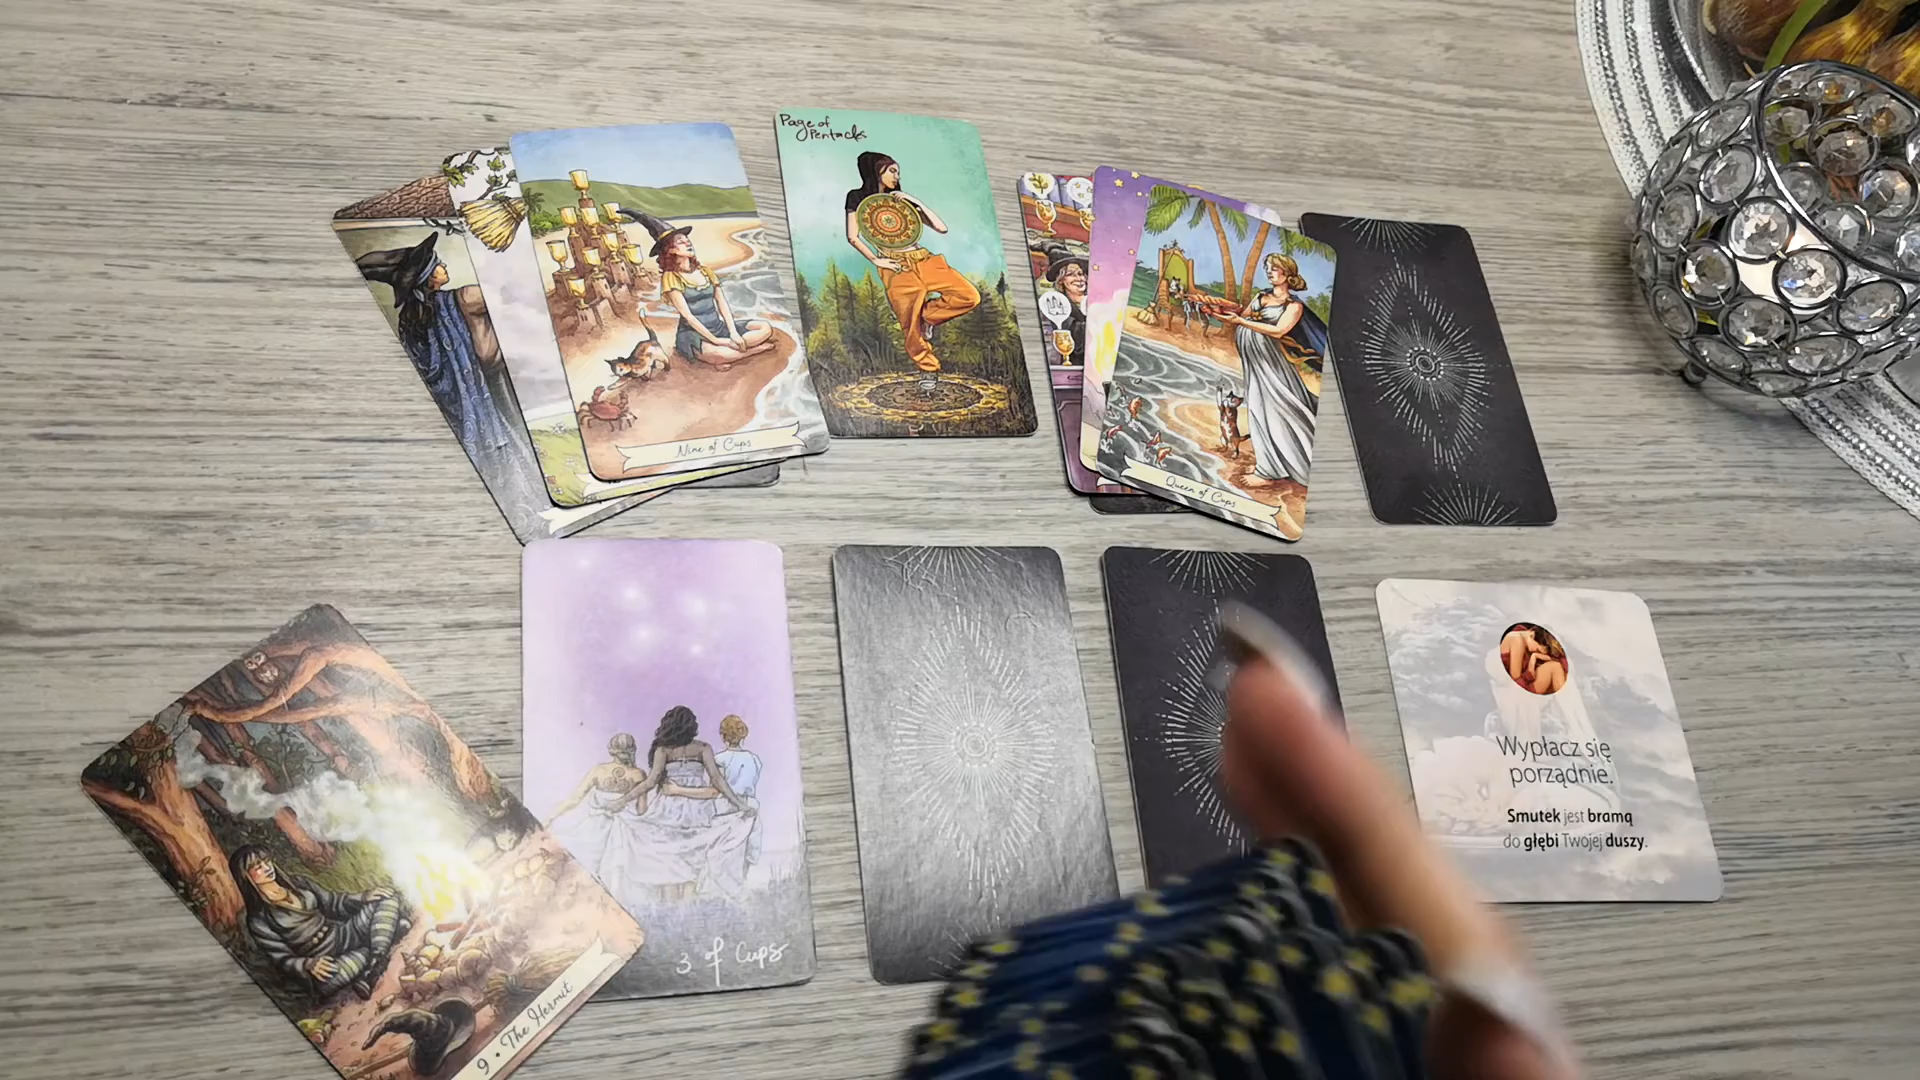 Page of
Pentacles
Nine of Cups
Queen of Cups
9 • The Hermit
3 of Cups
Wypłacz się
porządnie.
Smutek jest bramą
do głębi Twojej duszy.